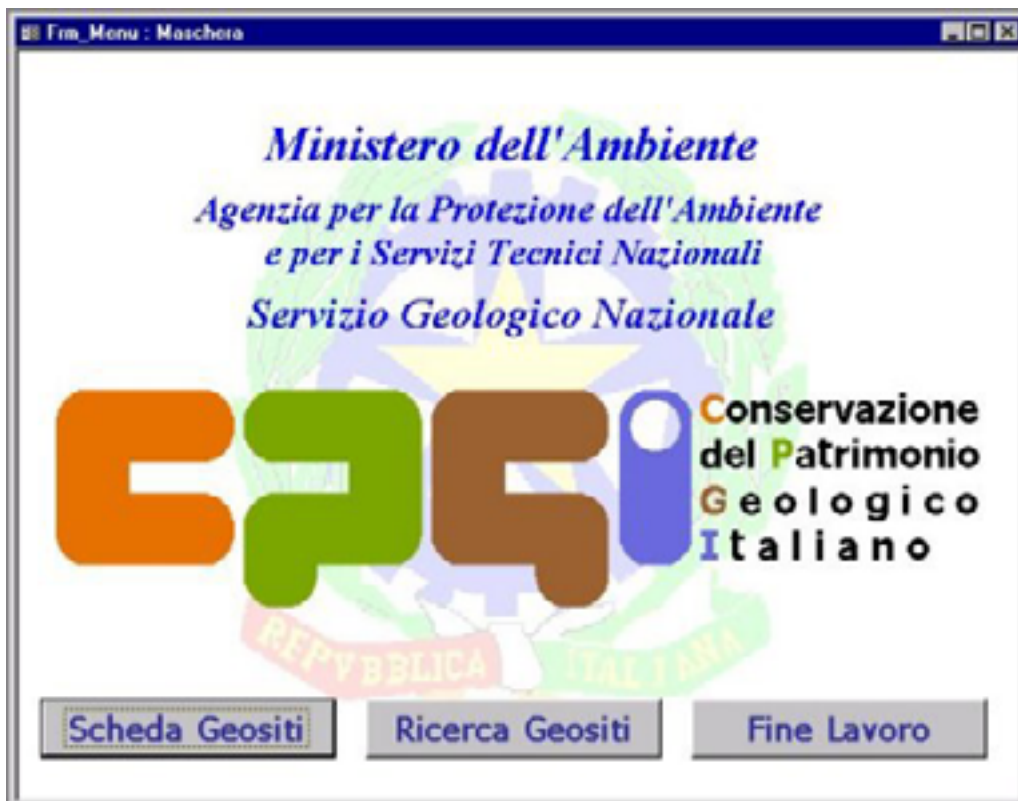 Frm_Menu : Maschera
Ministero dell'Ambiente
Agenzia per la Protezione dell'Ambiente
e per i Servizi Tecnici Nazionali
Servizio Geologico Nazionale
cpgi
Conservazione
del Patrimonio
Geologico
Italiano
REPVBBLICA ITALIANA
Scheda Geositi
Ricerca Geositi
Fine Lavoro